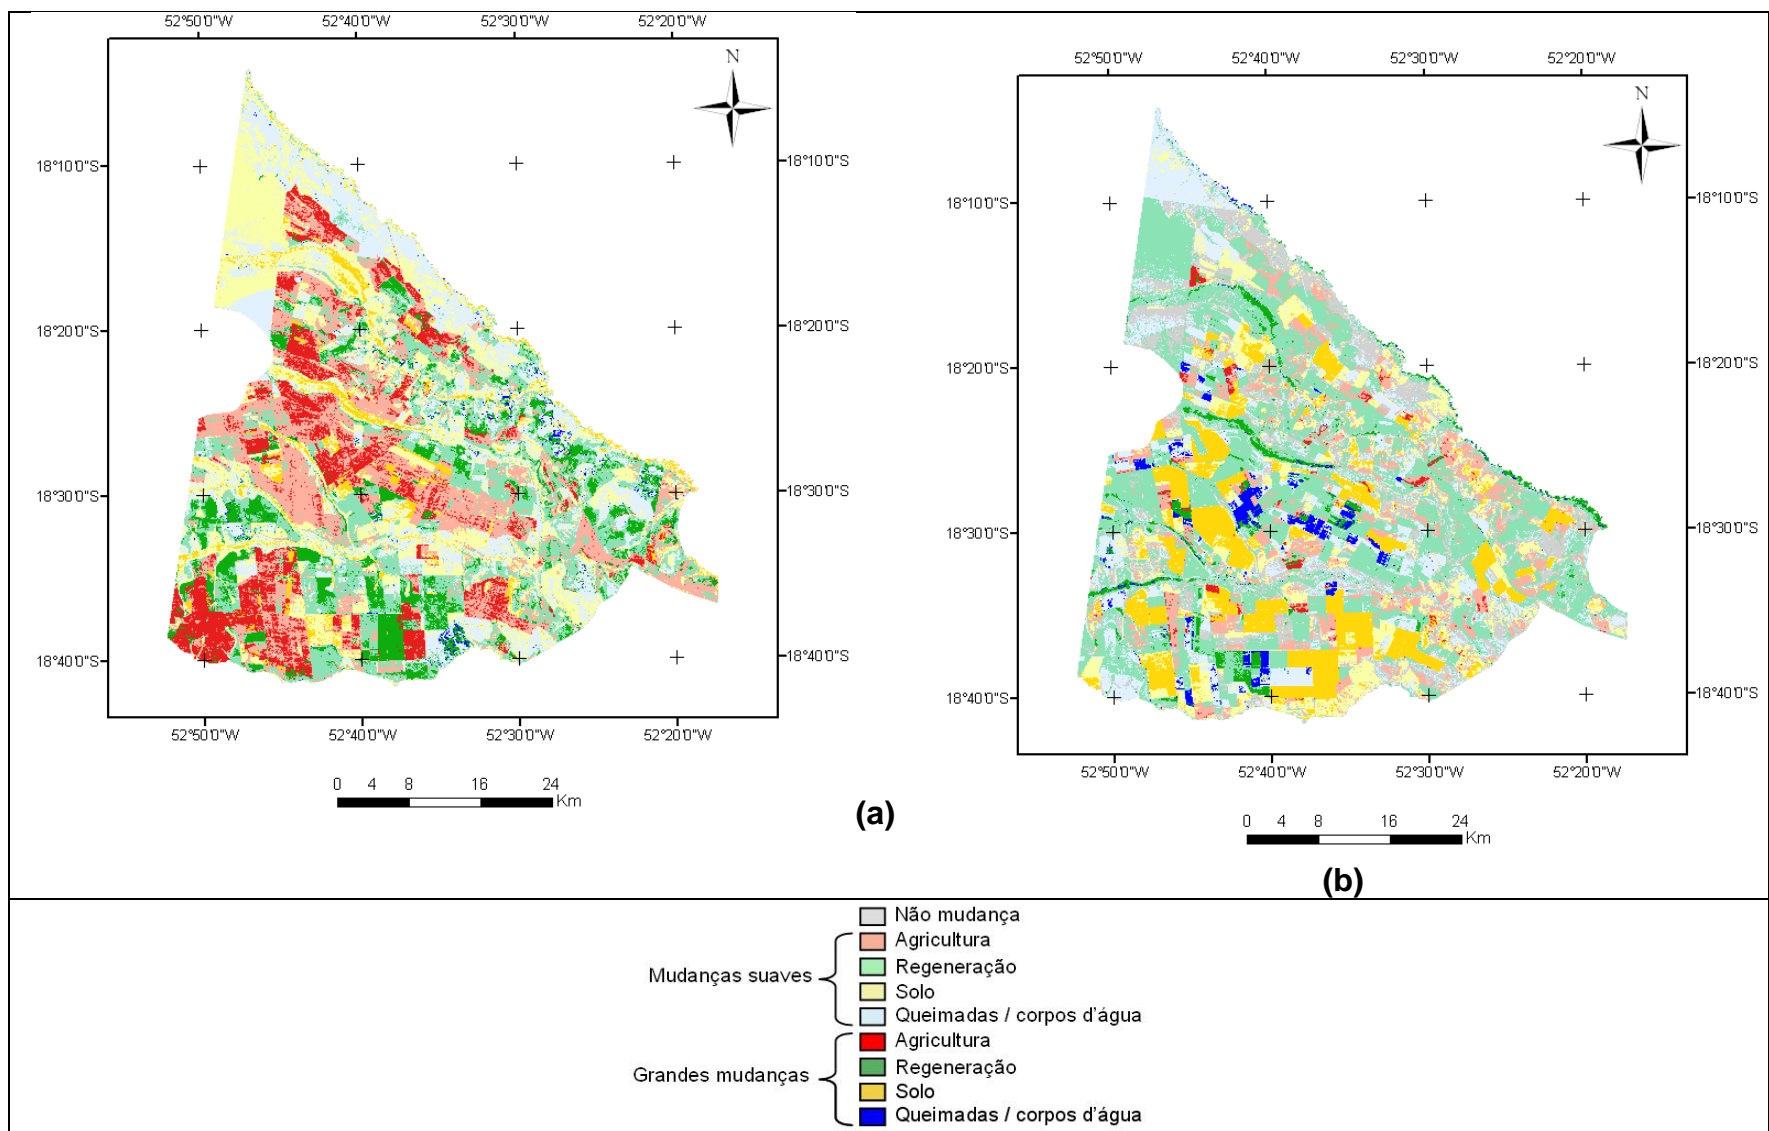 52°50'0"W 52°40'0"W 52°30'0"W 52°20'0"W
N
18°10'0"S 18°10'0"S
18°20'0"S 18°20'0"S
18°30'0"S 18°30'0"S
18°40'0"S 18°40'0"S
52°50'0"W 52°40'0"W 52°30'0"W 52°20'0"W
0 4 8 16 24
Km
(a)
52°50'0"W 52°40'0"W 52°30'0"W 52°20'0"W
N
18°10'0"S 18°10'0"S
18°20'0"S 18°20'0"S
18°30'0"S 18°30'0"S
18°40'0"S 18°40'0"S
52°50'0"W 52°40'0"W 52°30'0"W 52°20'0"W
0 4 8 16 24
Km
(b)
Não mudança
Mudanças suaves
Agricultura
Regeneração
Solo
Queimadas / corpos d'água
Grandes mudanças
Agricultura
Regeneração
Solo
Queimadas / corpos d'água